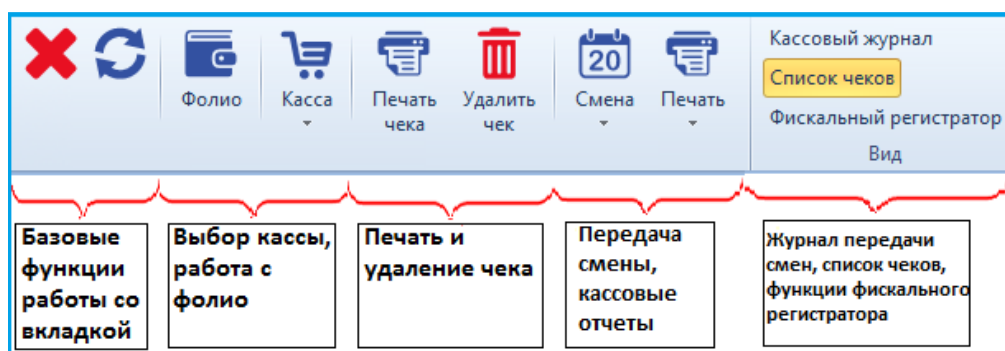 Фолио
Касса
Печать
чека
Удалить
чек
20
Смена
Печать
Кассовый журнал
Список чеков
Фискальный регистратор
Вид
Базовые
функции
работы со
вкладкой
Выбор кассы,
работа с
фолио
Печать и
удаление чека
Передача
смены,
кассовые
отчеты
Журнал передачи
смен, список чеков,
функции фискального
регистратора